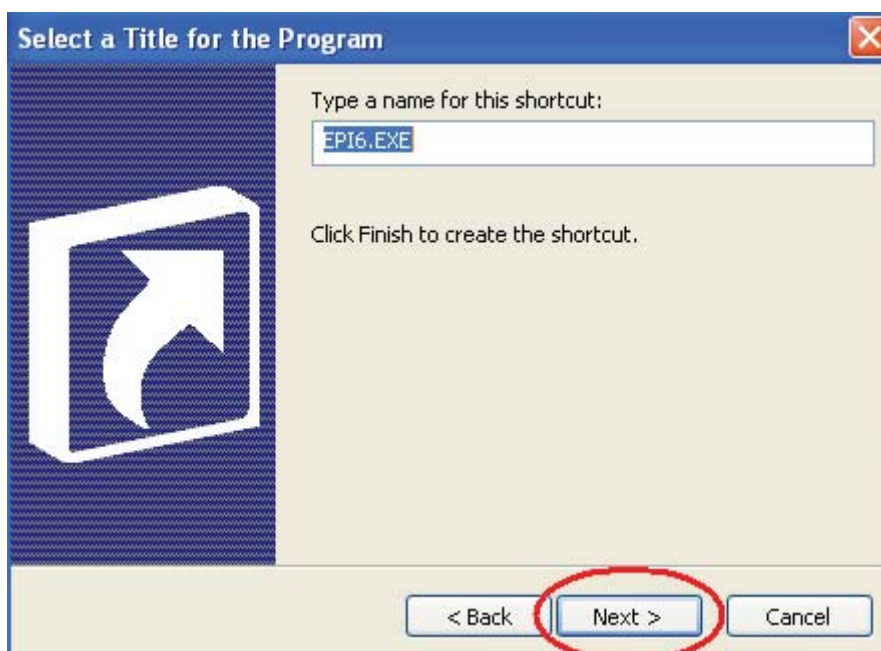 Select a Title for the Program
Type a name for this shortcut:
EPI6.EXE
Click Finish to create the shortcut.
< Back
Next >
Cancel